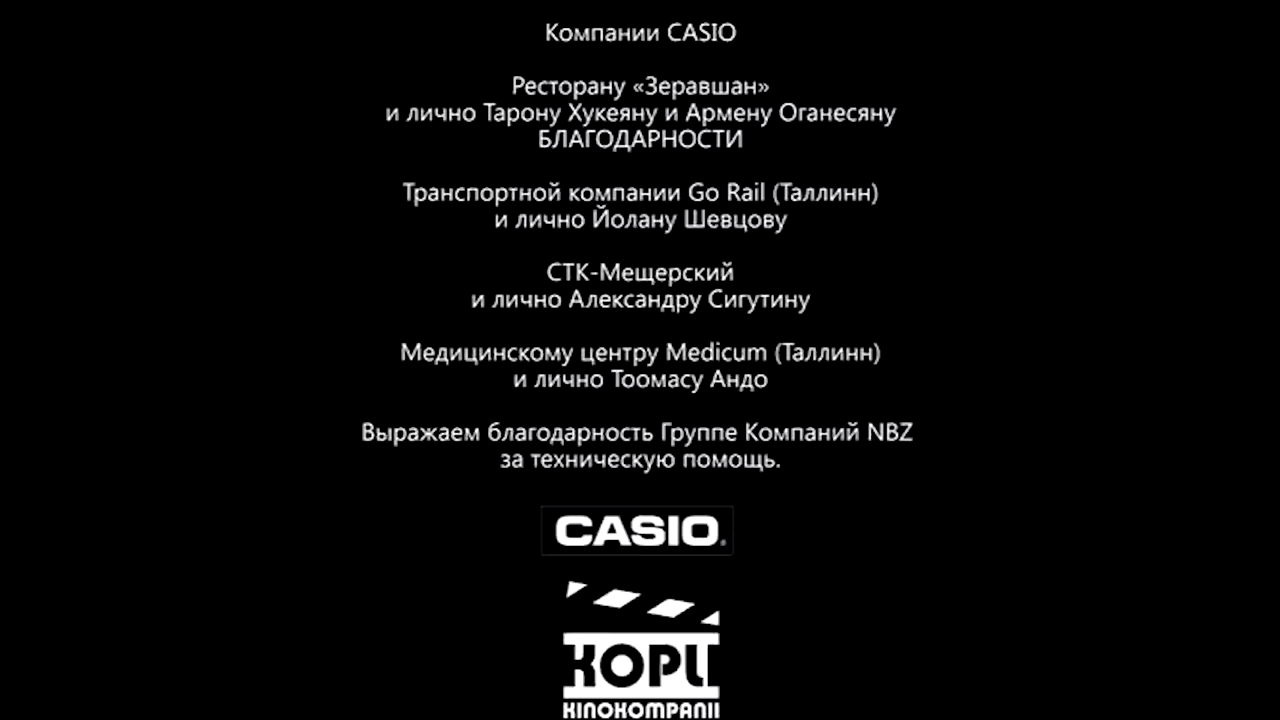 Компании CASIO
Ресторану «Зеравшан»
и лично Тарону Хукеяну и Армену Оганесяну
БЛАГОДАРНОСТИ
Транспортной компании Go Rail (Таллинн)
и лично Йолану Шевцову
СТК-Мещерский
и лично Александру Сигутину
Медицинскому центру Medicum (Таллинн)
и лично Тоомасу Андо
Выражаем благодарность Группе Компаний NBZ
за техническую помощь.
CASIO.
KOPLI
KINOKOMPANII